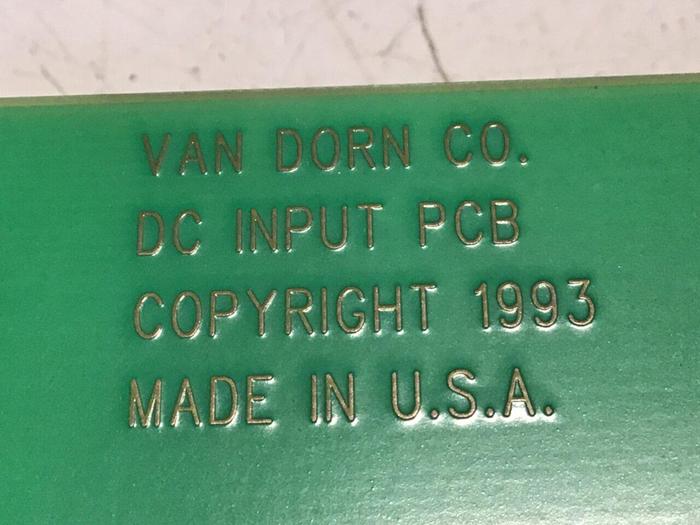 VAN DORN CO.
DC INPUT PCB
COPYRIGHT 1993
MADE IN U.S.A.